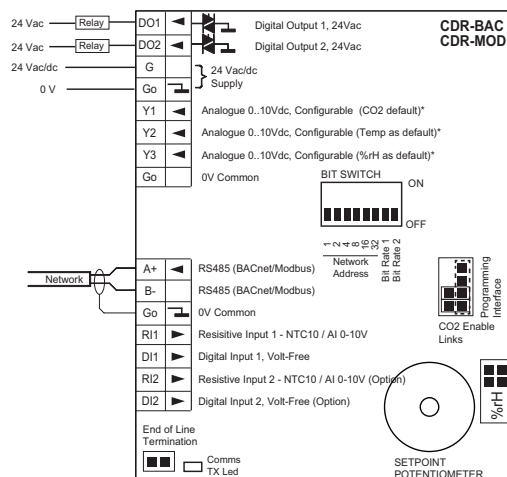 CDR-BAC
CDR-MOD
24 Vac Relay DO1 Digital Output 1, 24Vac
24 Vac Relay DO2 Digital Output 2, 24Vac
24 Vac/dc G
24 Vac/dc
Supply
0 V Go
Y1 Analogue 0..10Vdc, Configurable (CO2 default)*
Y2 Analogue 0..10Vdc, Configurable (Temp as default)*
Y3 Analogue 0..10Vdc, Configurable (%rH as default)*
Go 0V Common
BIT SWITCH
ON
OFF
1 2 4 8 16 32 Bit Rate 1 Bit Rate 2
Network
Address
Network
A+ RS485 (BACnet/Modbus)
B- RS485 (BACnet/Modbus)
Go 0V Common
RI1 Resisitive Input 1 - NTC10 / AI 0-10V
DI1 Digital Input 1, Volt-Free
RI2 Resistive Input 2 - NTC10 / AI 0-10V (Option)
DI2 Digital Input 2, Volt-Free (Option)
Programming
Interface
CO2 Enable
Links
%rH
End of Line
Termination
Comms
TX Led
SETPOINT
POTENTIOMETER